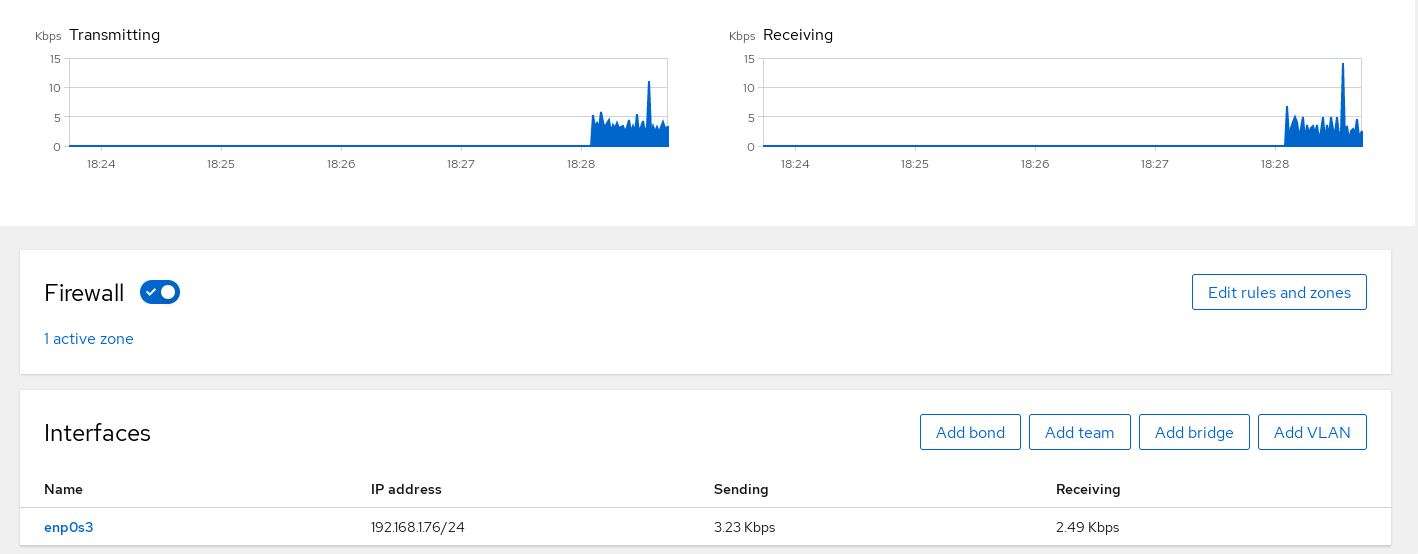 Kbps Transmitting
15
10
5
0
18:24 18:25 18:26 18:27 18:28
Kbps Receiving
15
10
5
0
18:24 18:25 18:26 18:27 18:28
Firewall
Edit rules and zones
1 active zone
Interfaces
Add bond Add team Add bridge Add VLAN
Name IP address Sending Receiving
enp0s3 192.168.1.76/24 3.23 Kbps 2.49 Kbps